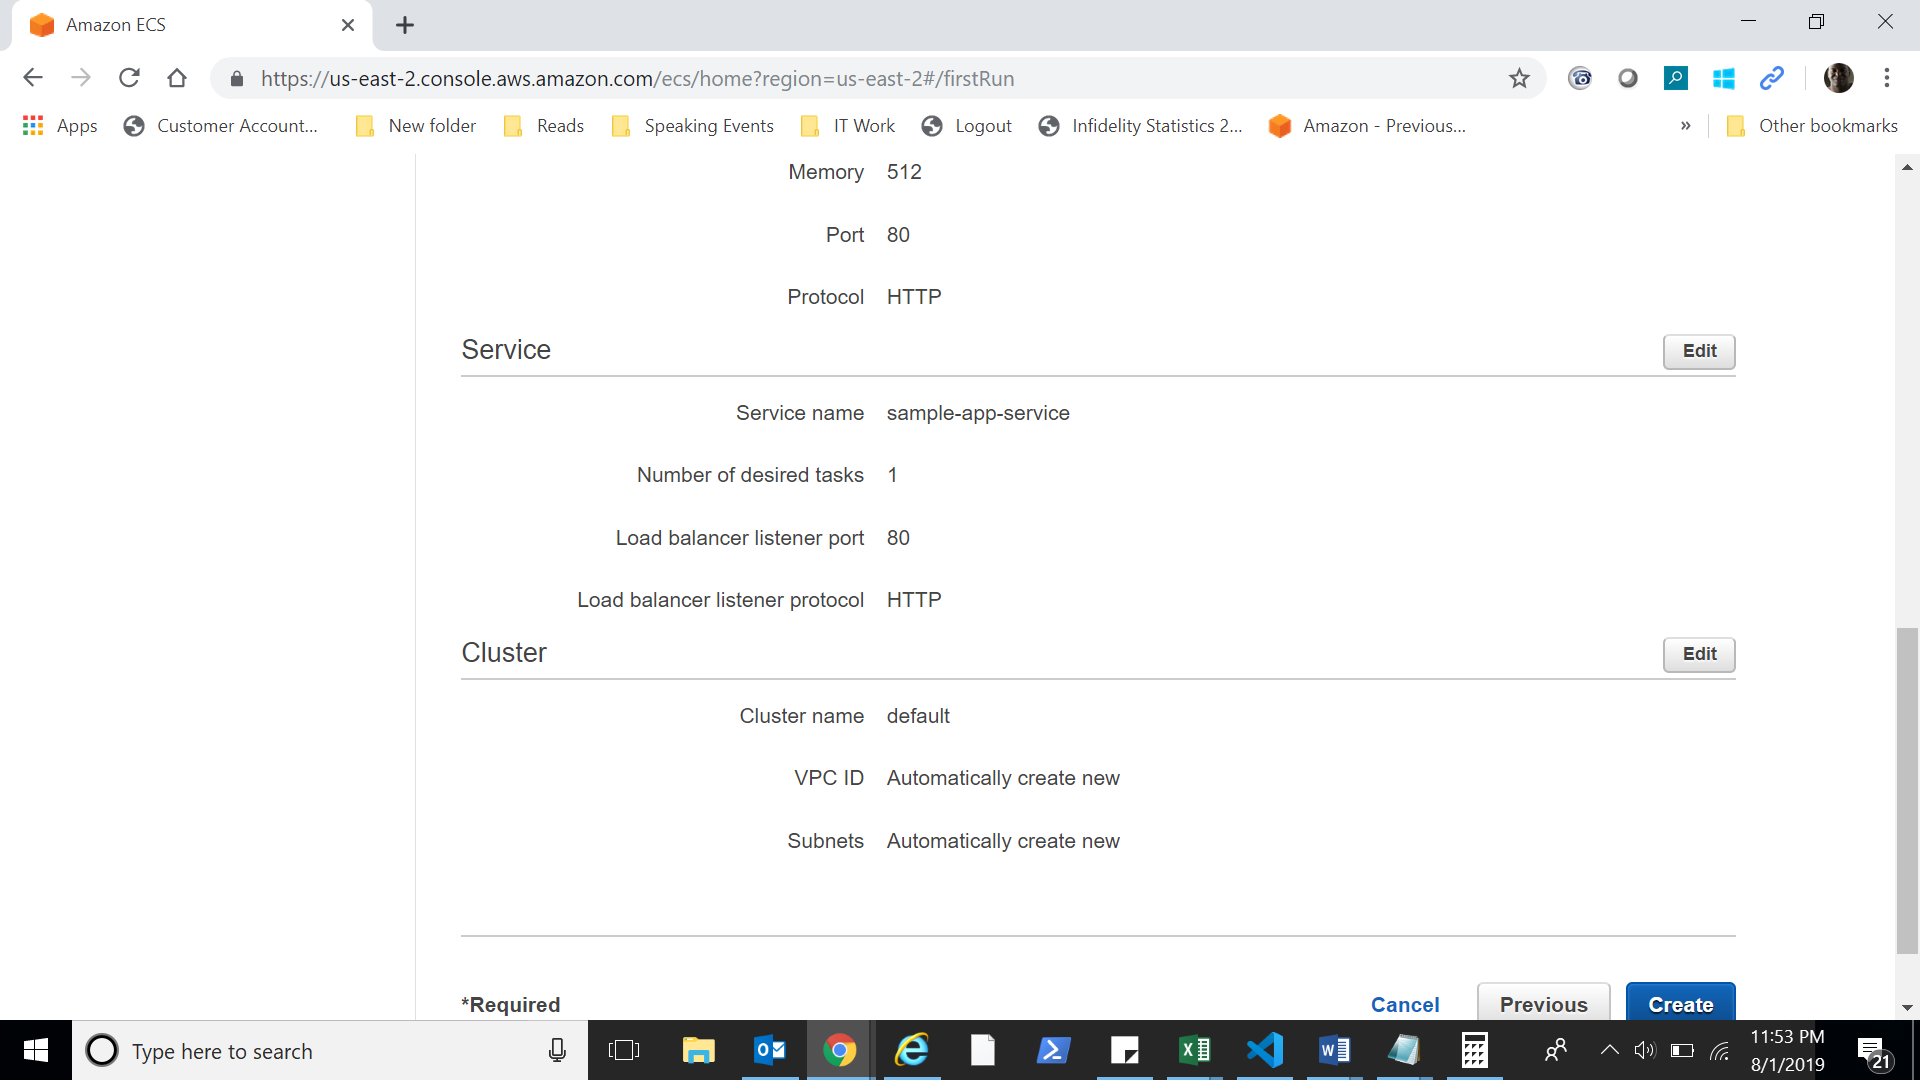 Amazon ECS
https://us-east-2.console.aws.amazon.com/ecs/home?region=us-east-2#/firstRun
Apps Customer Account... New folder Reads Speaking Events IT Work Logout Infidelity Statistics 2... Amazon - Previous... » Other bookmarks
Memory 512
Port 80
Protocol HTTP
Service Edit
Service name sample-app-service
Number of desired tasks 1
Load balancer listener port 80
Load balancer listener protocol HTTP
Cluster Edit
Cluster name default
VPC ID Automatically create new
Subnets Automatically create new
*Required Cancel Previous Create
Type here to search
11:53 PM
8/1/2019
21